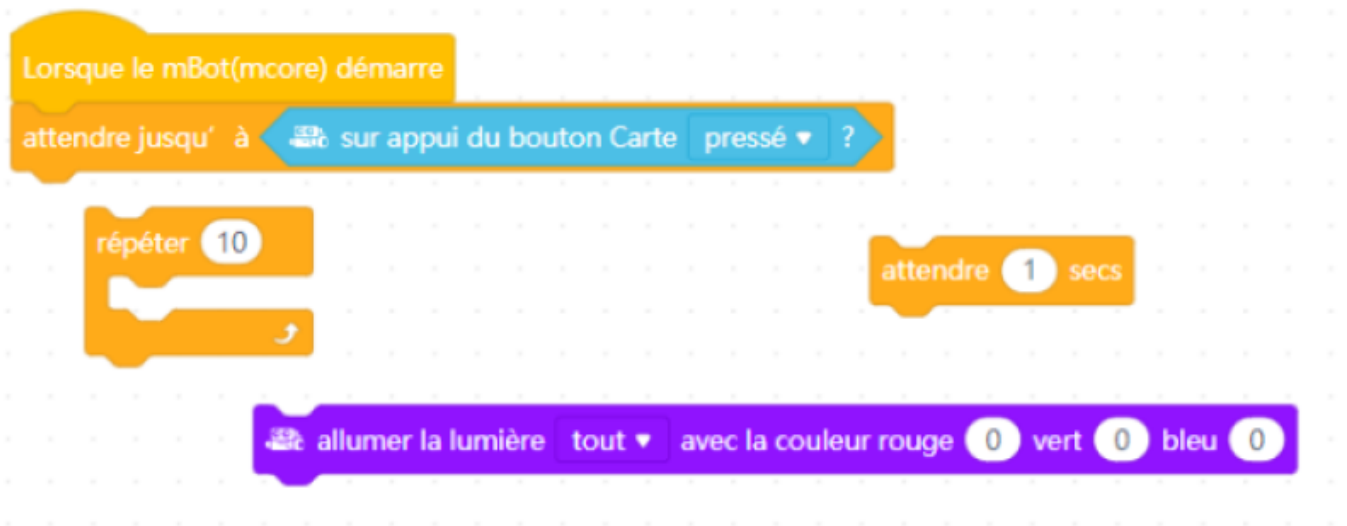 Lorsque le mBot(mcore) démarre
attendre jusqu' à sur appui du bouton Carte pressé ?
répéter 10
attendre 1 secs
allumer la lumière tout avec la couleur rouge 0 vert 0 bleu 0